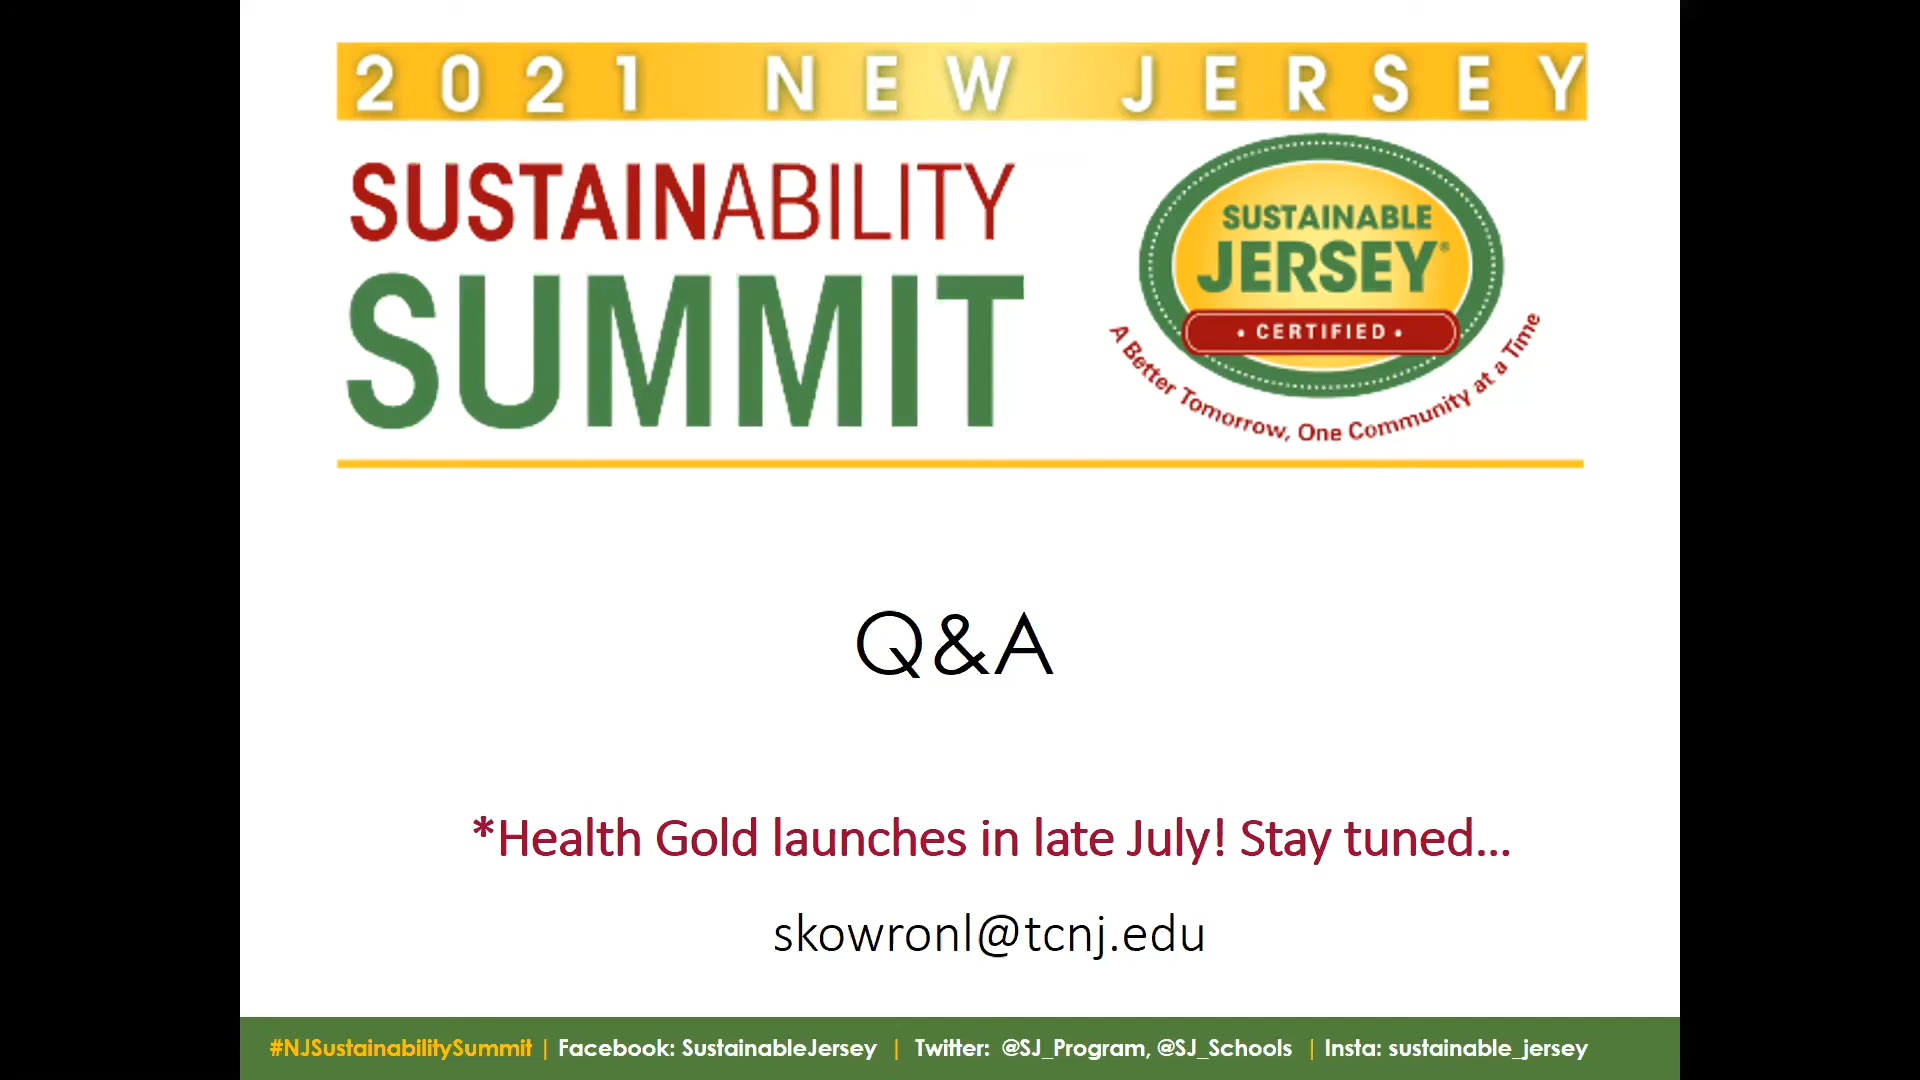 2021 NEW JERSEY
SUSTAINABILITY
SUMMIT
SUSTAINABLE
JERSEY®
• CERTIFIED •
A Better Tomorrow, One Community at a Time
Q&A
*Health Gold launches in late July! Stay tuned...
skowronl@tcnj.edu
#NJSustainabilitySummit | Facebook: SustainableJersey | Twitter: @SJ_Program, @SJ_Schools | Insta: sustainable_jersey